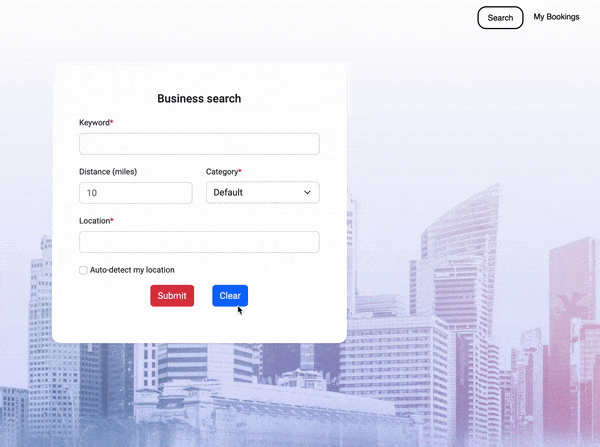 Search My Bookings
Business search
Keyword*
Distance (miles) Category*
10 Default
Location*
Auto-detect my location
Submit Clear